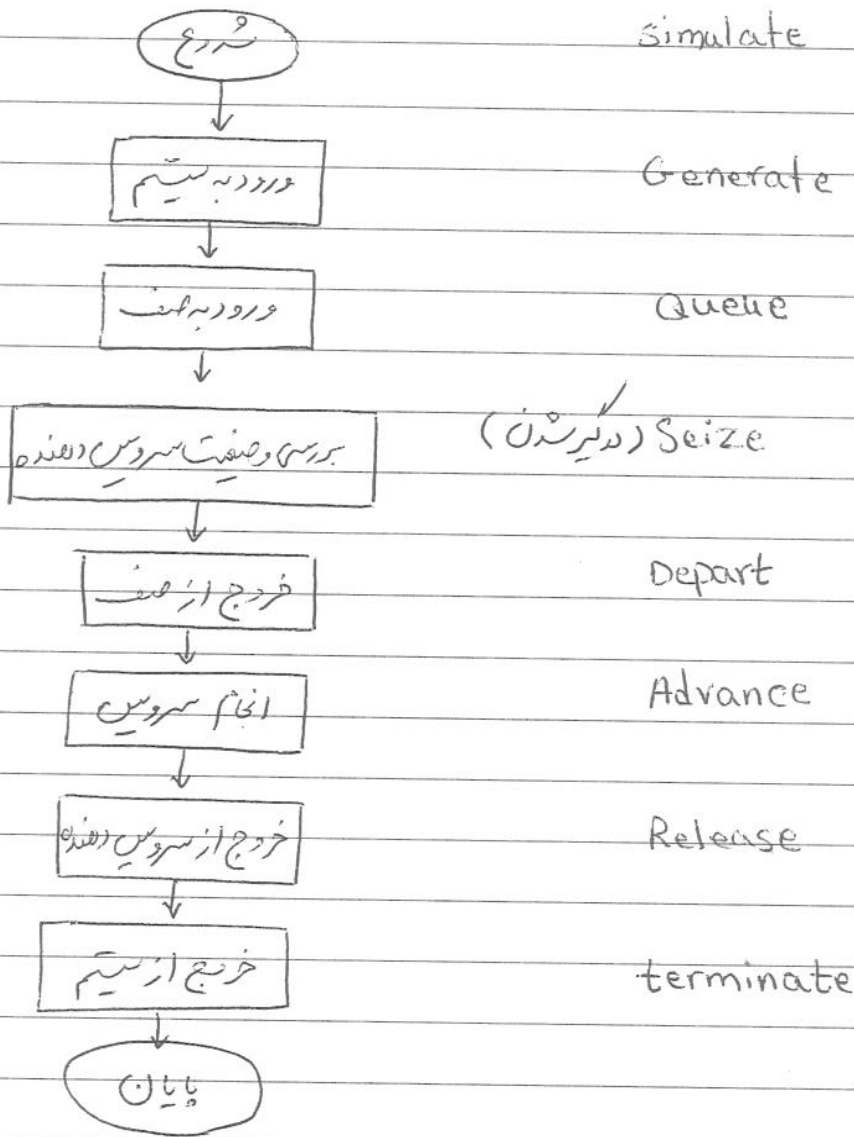 شروع simulate
ورود به سیستم Generate
ورود به صف Queue
بررسی وضعیت سرویس دهنده Seize (درگیر شدن)
خروج از صف Depart
انجام سرویس Advance
خروج از سرویس دهنده Release
خروج از سیستم terminate
پایان